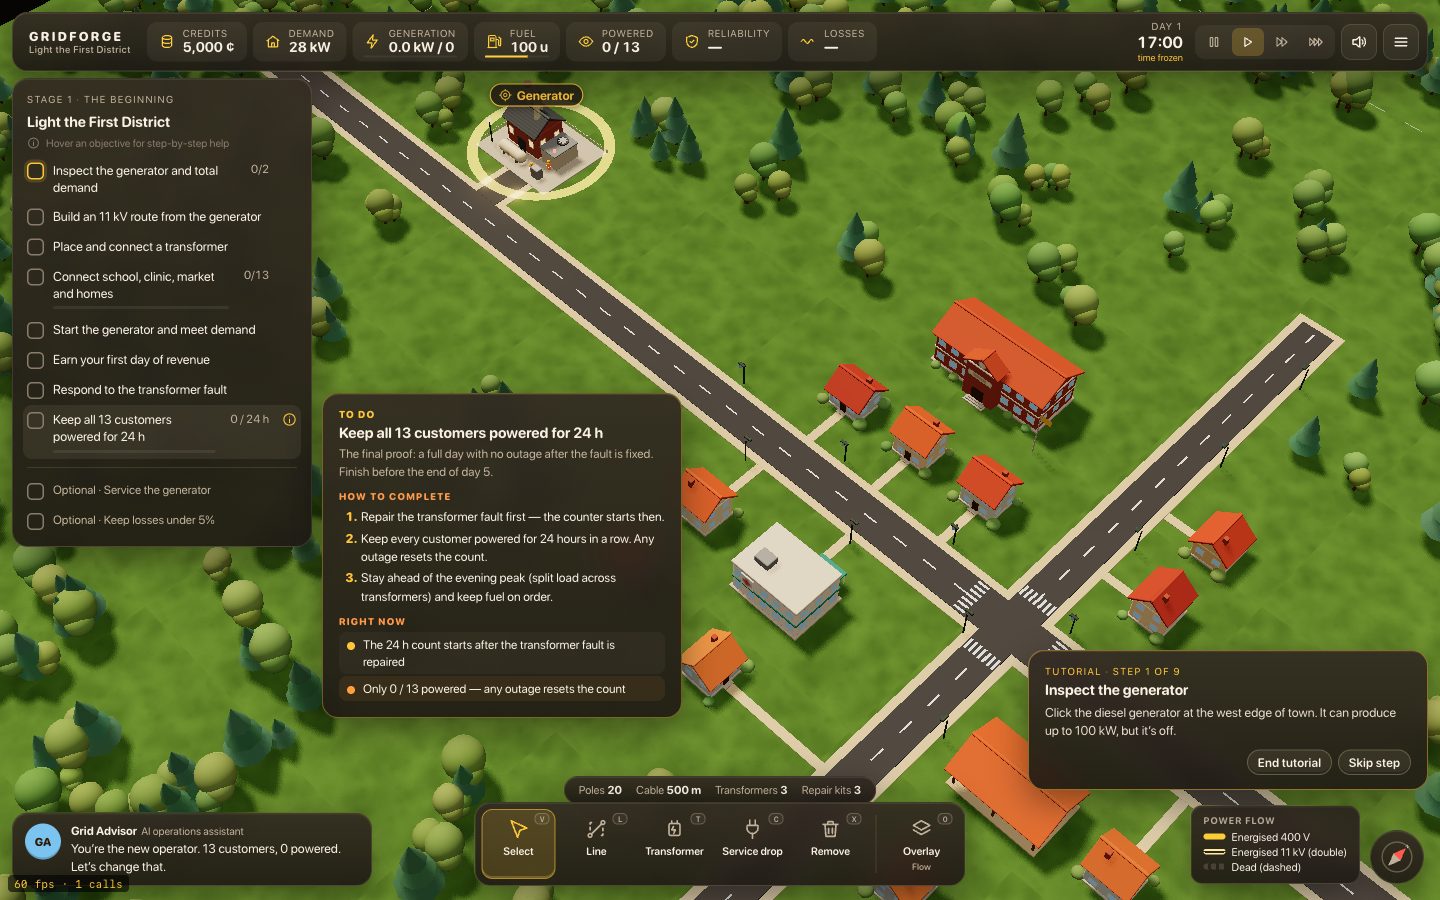 GRIDFORGE
Light the First District
CREDITS
5,000 ¢
DEMAND
28 kW
GENERATION
0.0 kW / 0
FUEL
100 u
POWERED
0 / 13
RELIABILITY
—
LOSSES
—
DAY 1
17:00
time frozen
STAGE 1 · THE BEGINNING
Light the First District
Hover an objective for step-by-step help
Inspect the generator and total 0/2
demand
Build an 11 kV route from the generator
Place and connect a transformer
Connect school, clinic, market 0/13
and homes
Start the generator and meet demand
Earn your first day of revenue
Respond to the transformer fault
Keep all 13 customers 0 / 24 h
powered for 24 h
Optional · Service the generator
Optional · Keep losses under 5%
Generator
TO DO
Keep all 13 customers powered for 24 h
The final proof: a full day with no outage after the fault is fixed.
Finish before the end of day 5.
HOW TO COMPLETE
1. Repair the transformer fault first — the counter starts then.
2. Keep every customer powered for 24 hours in a row. Any
outage resets the count.
3. Stay ahead of the evening peak (split load across
transformers) and keep fuel on order.
RIGHT NOW
The 24 h count starts after the transformer fault is
repaired
Only 0 / 13 powered — any outage resets the count
TUTORIAL · STEP 1 OF 9
Inspect the generator
Click the diesel generator at the west edge of town. It can produce
up to 100 kW, but it's off.
End tutorial
Skip step
GA
Grid Advisor AI operations assistant
You're the new operator. 13 customers, 0 powered.
Let's change that.
60 fps · 1 calls
Poles 20 Cable 500 m Transformers 3 Repair kits 3
V
Select
L
Line
T
Transformer
C
Service drop
X
Remove
O
Overlay
Flow
POWER FLOW
Energised 400 V
Energised 11 kV (double)
Dead (dashed)